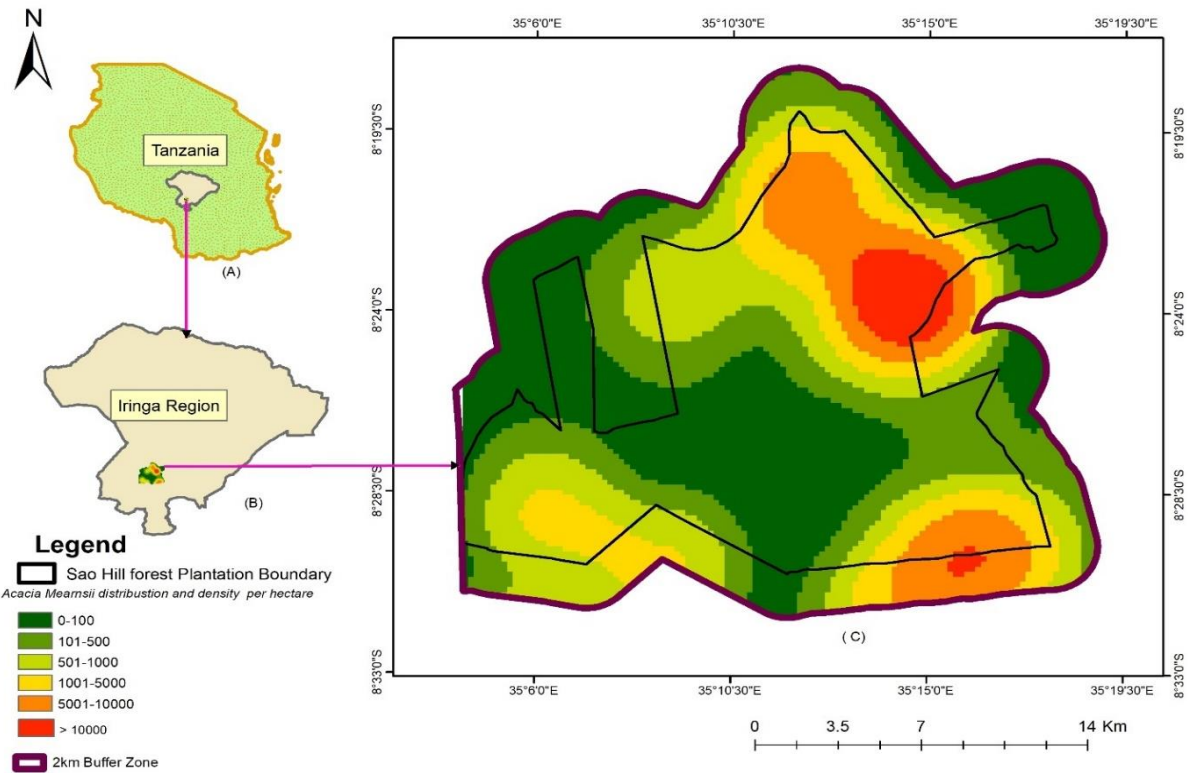 N
Tanzania
(A)
Iringa Region
(B)
Legend
Sao Hill forest Plantation Boundary
Acacia Mearnsii distribustion and density per hectare
0-100
101-500
501-1000
1001-5000
5001-10000
> 10000
2km Buffer Zone
35°6'0"E 35°10'30"E 35°15'0"E 35°19'30"E
8°19'30"S 8°19'30"S
8°24'0"S 8°24'0"S
8°28'30"S 8°28'30"S
8°33'0"S 8°33'0"S
(C)
35°6'0"E 35°10'30"E 35°15'0"E 35°19'30"E
0 3.5 7 14 Km